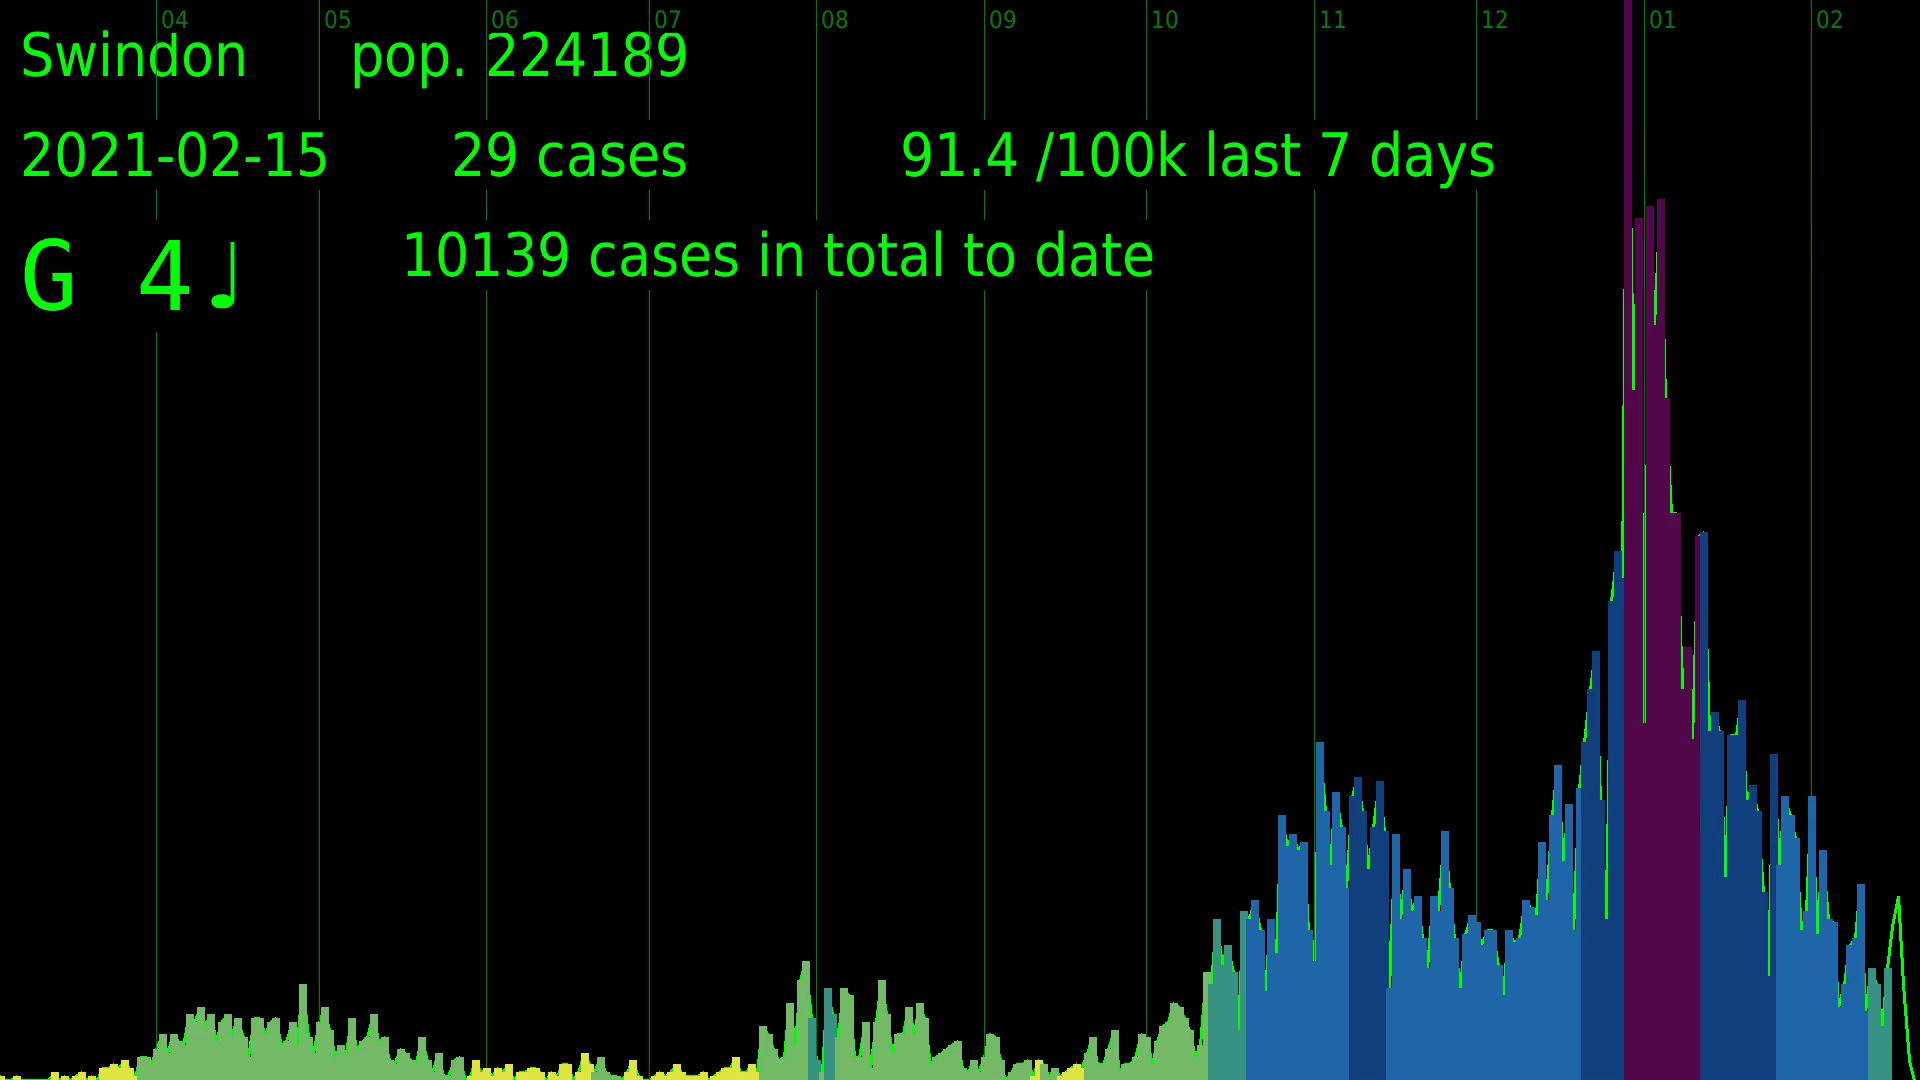 04 05 06 07 08 09 10 11 12 01 02
Swindon pop. 224189
2021-02-15 29 cases 91.4 /100k last 7 days
G 4♩ 10139 cases in total to date